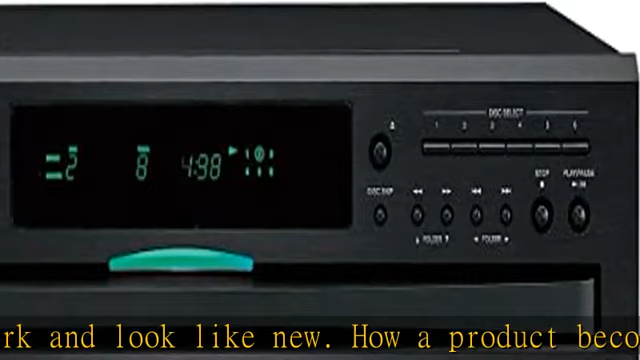 DISC SELECT
1 2 3 4 5 6
2 8 4:98
STOP PLAY/PAUSE
DISC SKIP
FOLDER FOLDER
rk and look like new. How a product beco